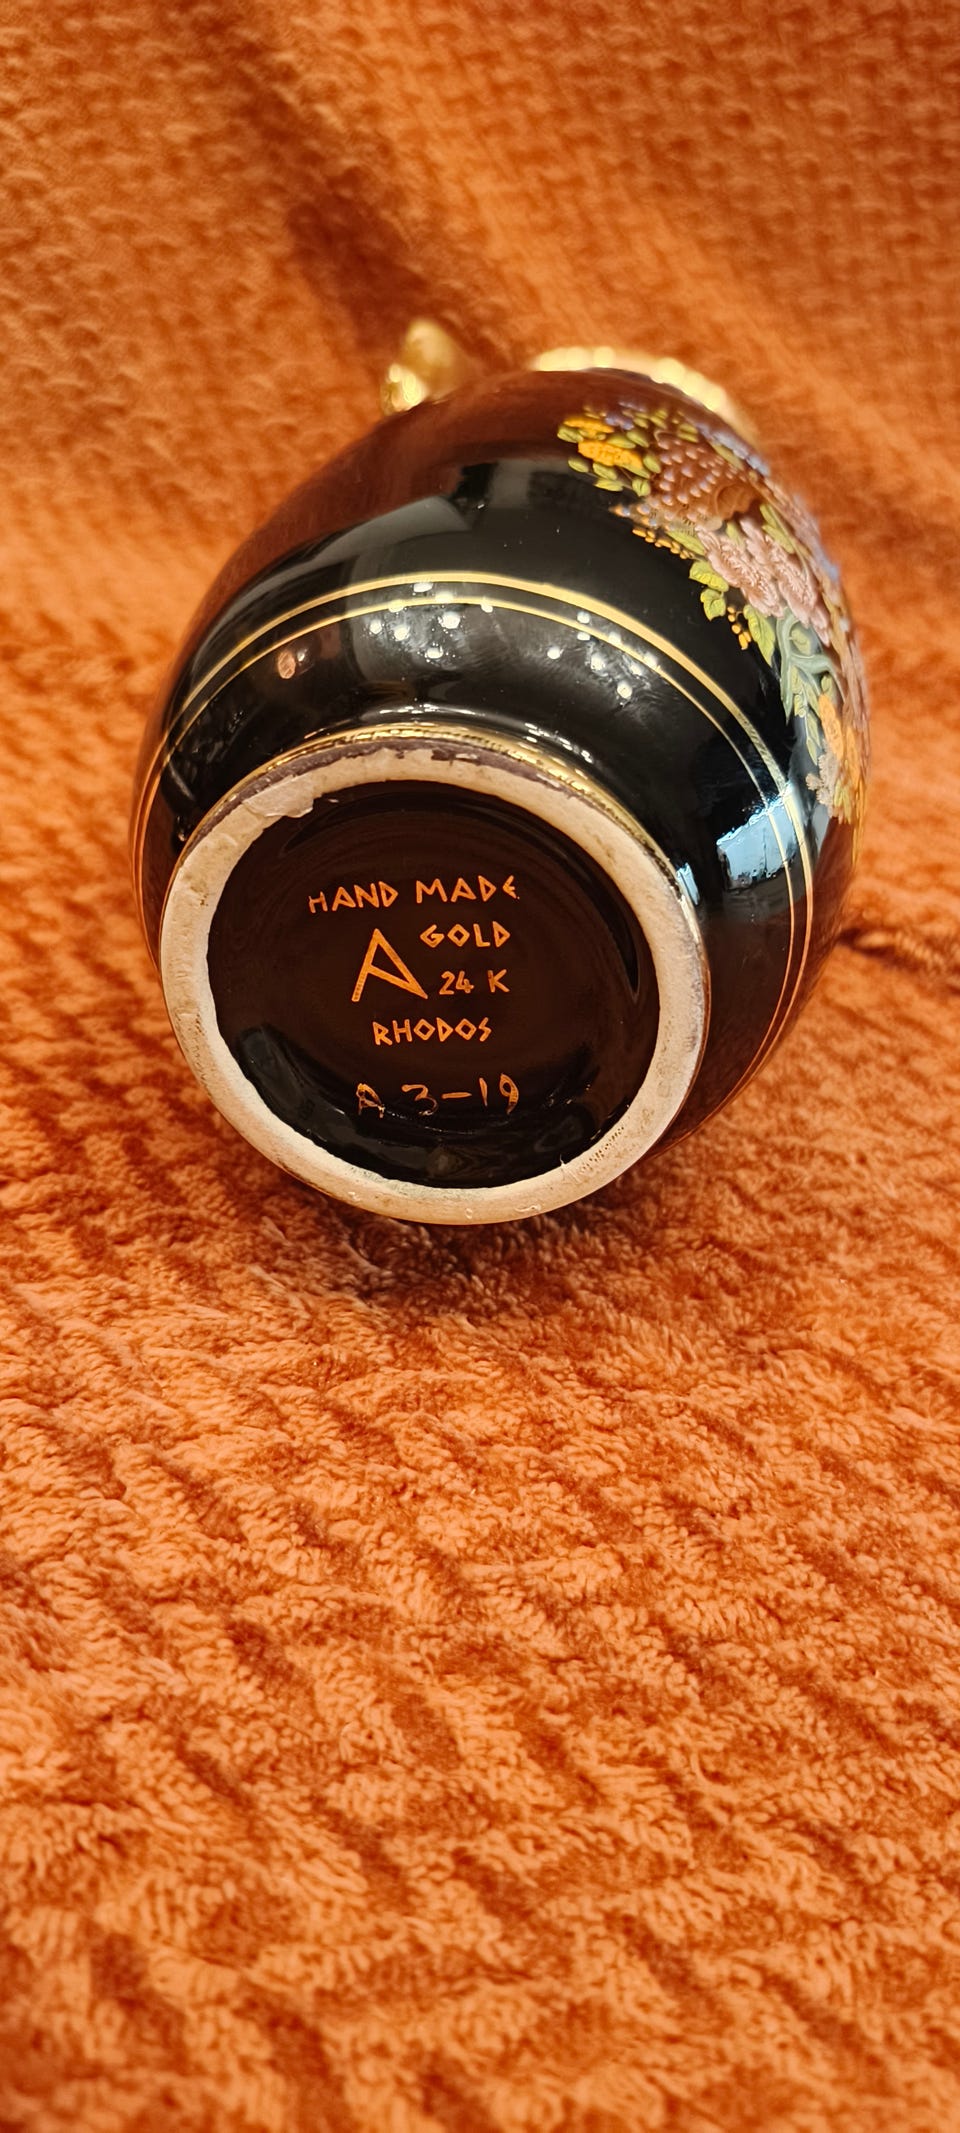 HAND MADE
A GOLD
24 K
RHODOS
A 3-19